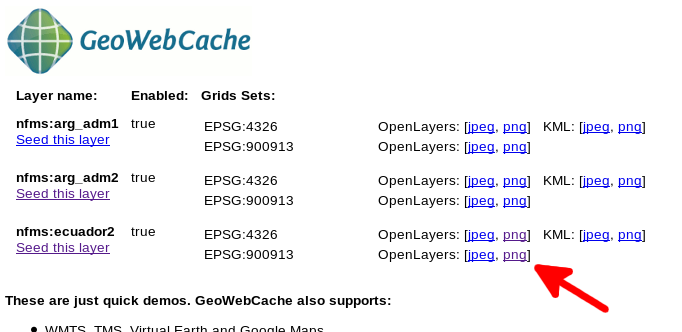 GeoWebCache
Layer name: Enabled: Grids Sets:
nfms:arg_adm1 true EPSG:4326 OpenLayers: [jpeg, png] KML: [jpeg, png]
Seed this layer EPSG:900913 OpenLayers: [jpeg, png]
nfms:arg_adm2 true EPSG:4326 OpenLayers: [jpeg, png] KML: [jpeg, png]
Seed this layer EPSG:900913 OpenLayers: [jpeg, png]
nfms:ecuador2 true EPSG:4326 OpenLayers: [jpeg, png] KML: [jpeg, png]
Seed this layer EPSG:900913 OpenLayers: [jpeg, png]
These are just quick demos. GeoWebCache also supports:
• WMTS, TMS, Virtual Earth and Google Maps